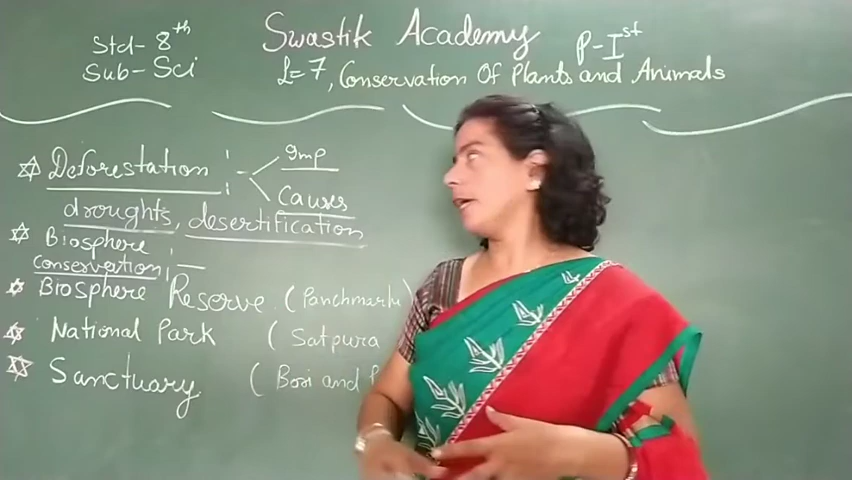 Std- 8th
Sub- Sci
Swastik Academy P-Ist
L=7, Conservation Of Plants and Animals
Deforestation :- Imp
Causes
droughts, desertification
Biosphere
conservation :-
Biosphere Reserve (Panchmarhi)
National Park (Satpura
Sanctuary (Bori and